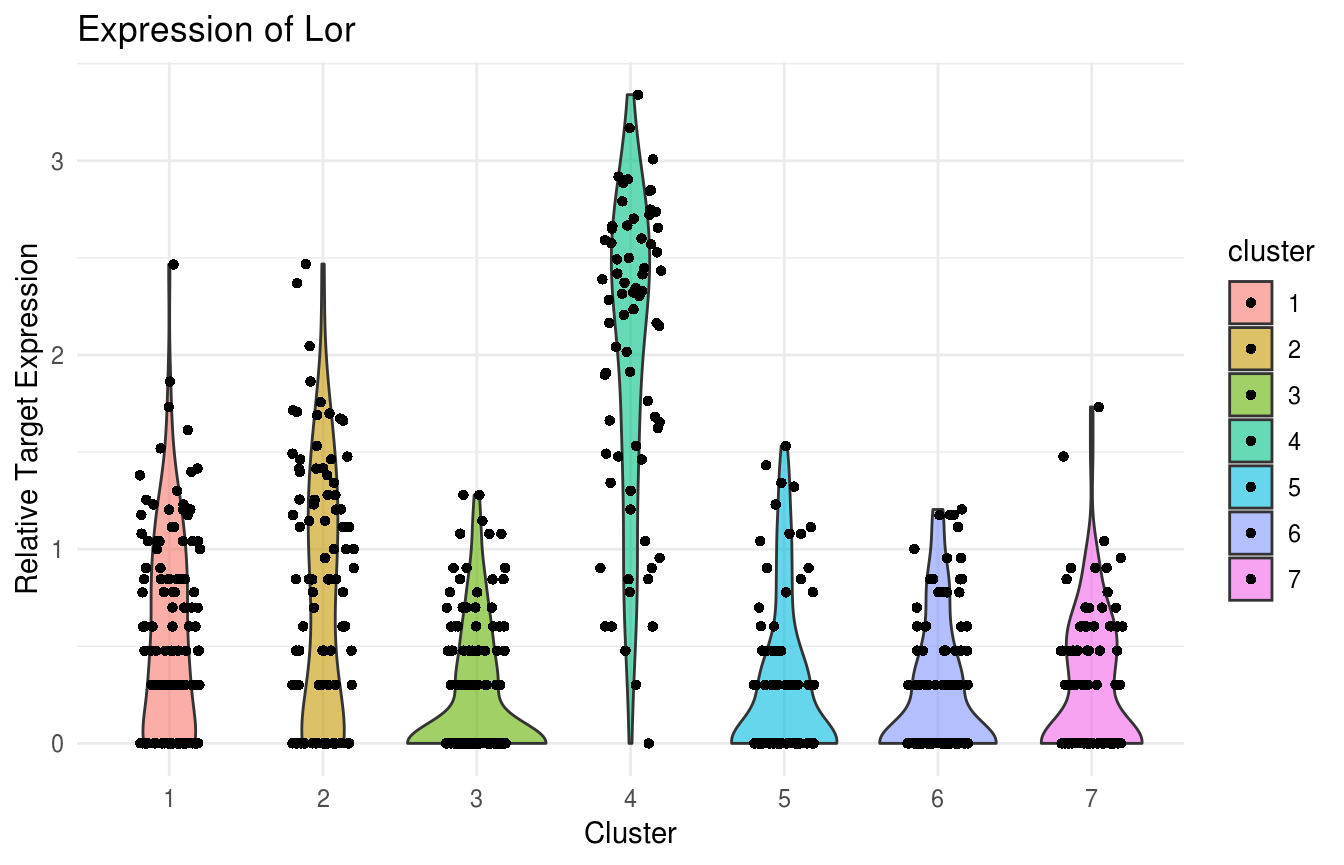 Expression of Lor
Relative Target Expression
3
2
1
0
1 2 3 4 5 6 7
Cluster
cluster
1
2
3
4
5
6
7